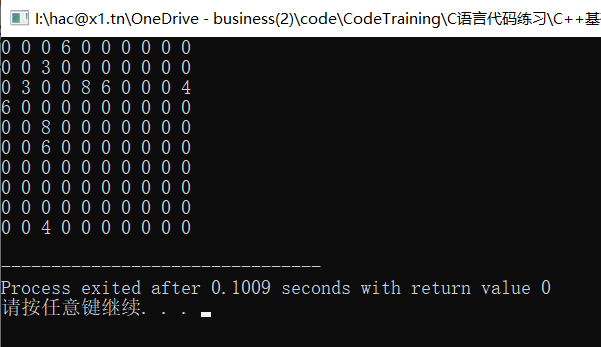 I:\hac@x1.tn\OneDrive - business(2)\code\CodeTraining\C语言代码练习\C++基
0 0 0 6 0 0 0 0 0 0
0 0 3 0 0 0 0 0 0 0
0 3 0 0 8 6 0 0 0 4
6 0 0 0 0 0 0 0 0 0
0 0 8 0 0 0 0 0 0 0
0 0 6 0 0 0 0 0 0 0
0 0 0 0 0 0 0 0 0 0
0 0 0 0 0 0 0 0 0 0
0 0 0 0 0 0 0 0 0 0
0 0 4 0 0 0 0 0 0 0
--------------------------------
Process exited after 0.1009 seconds with return value 0
请按任意键继续. . .